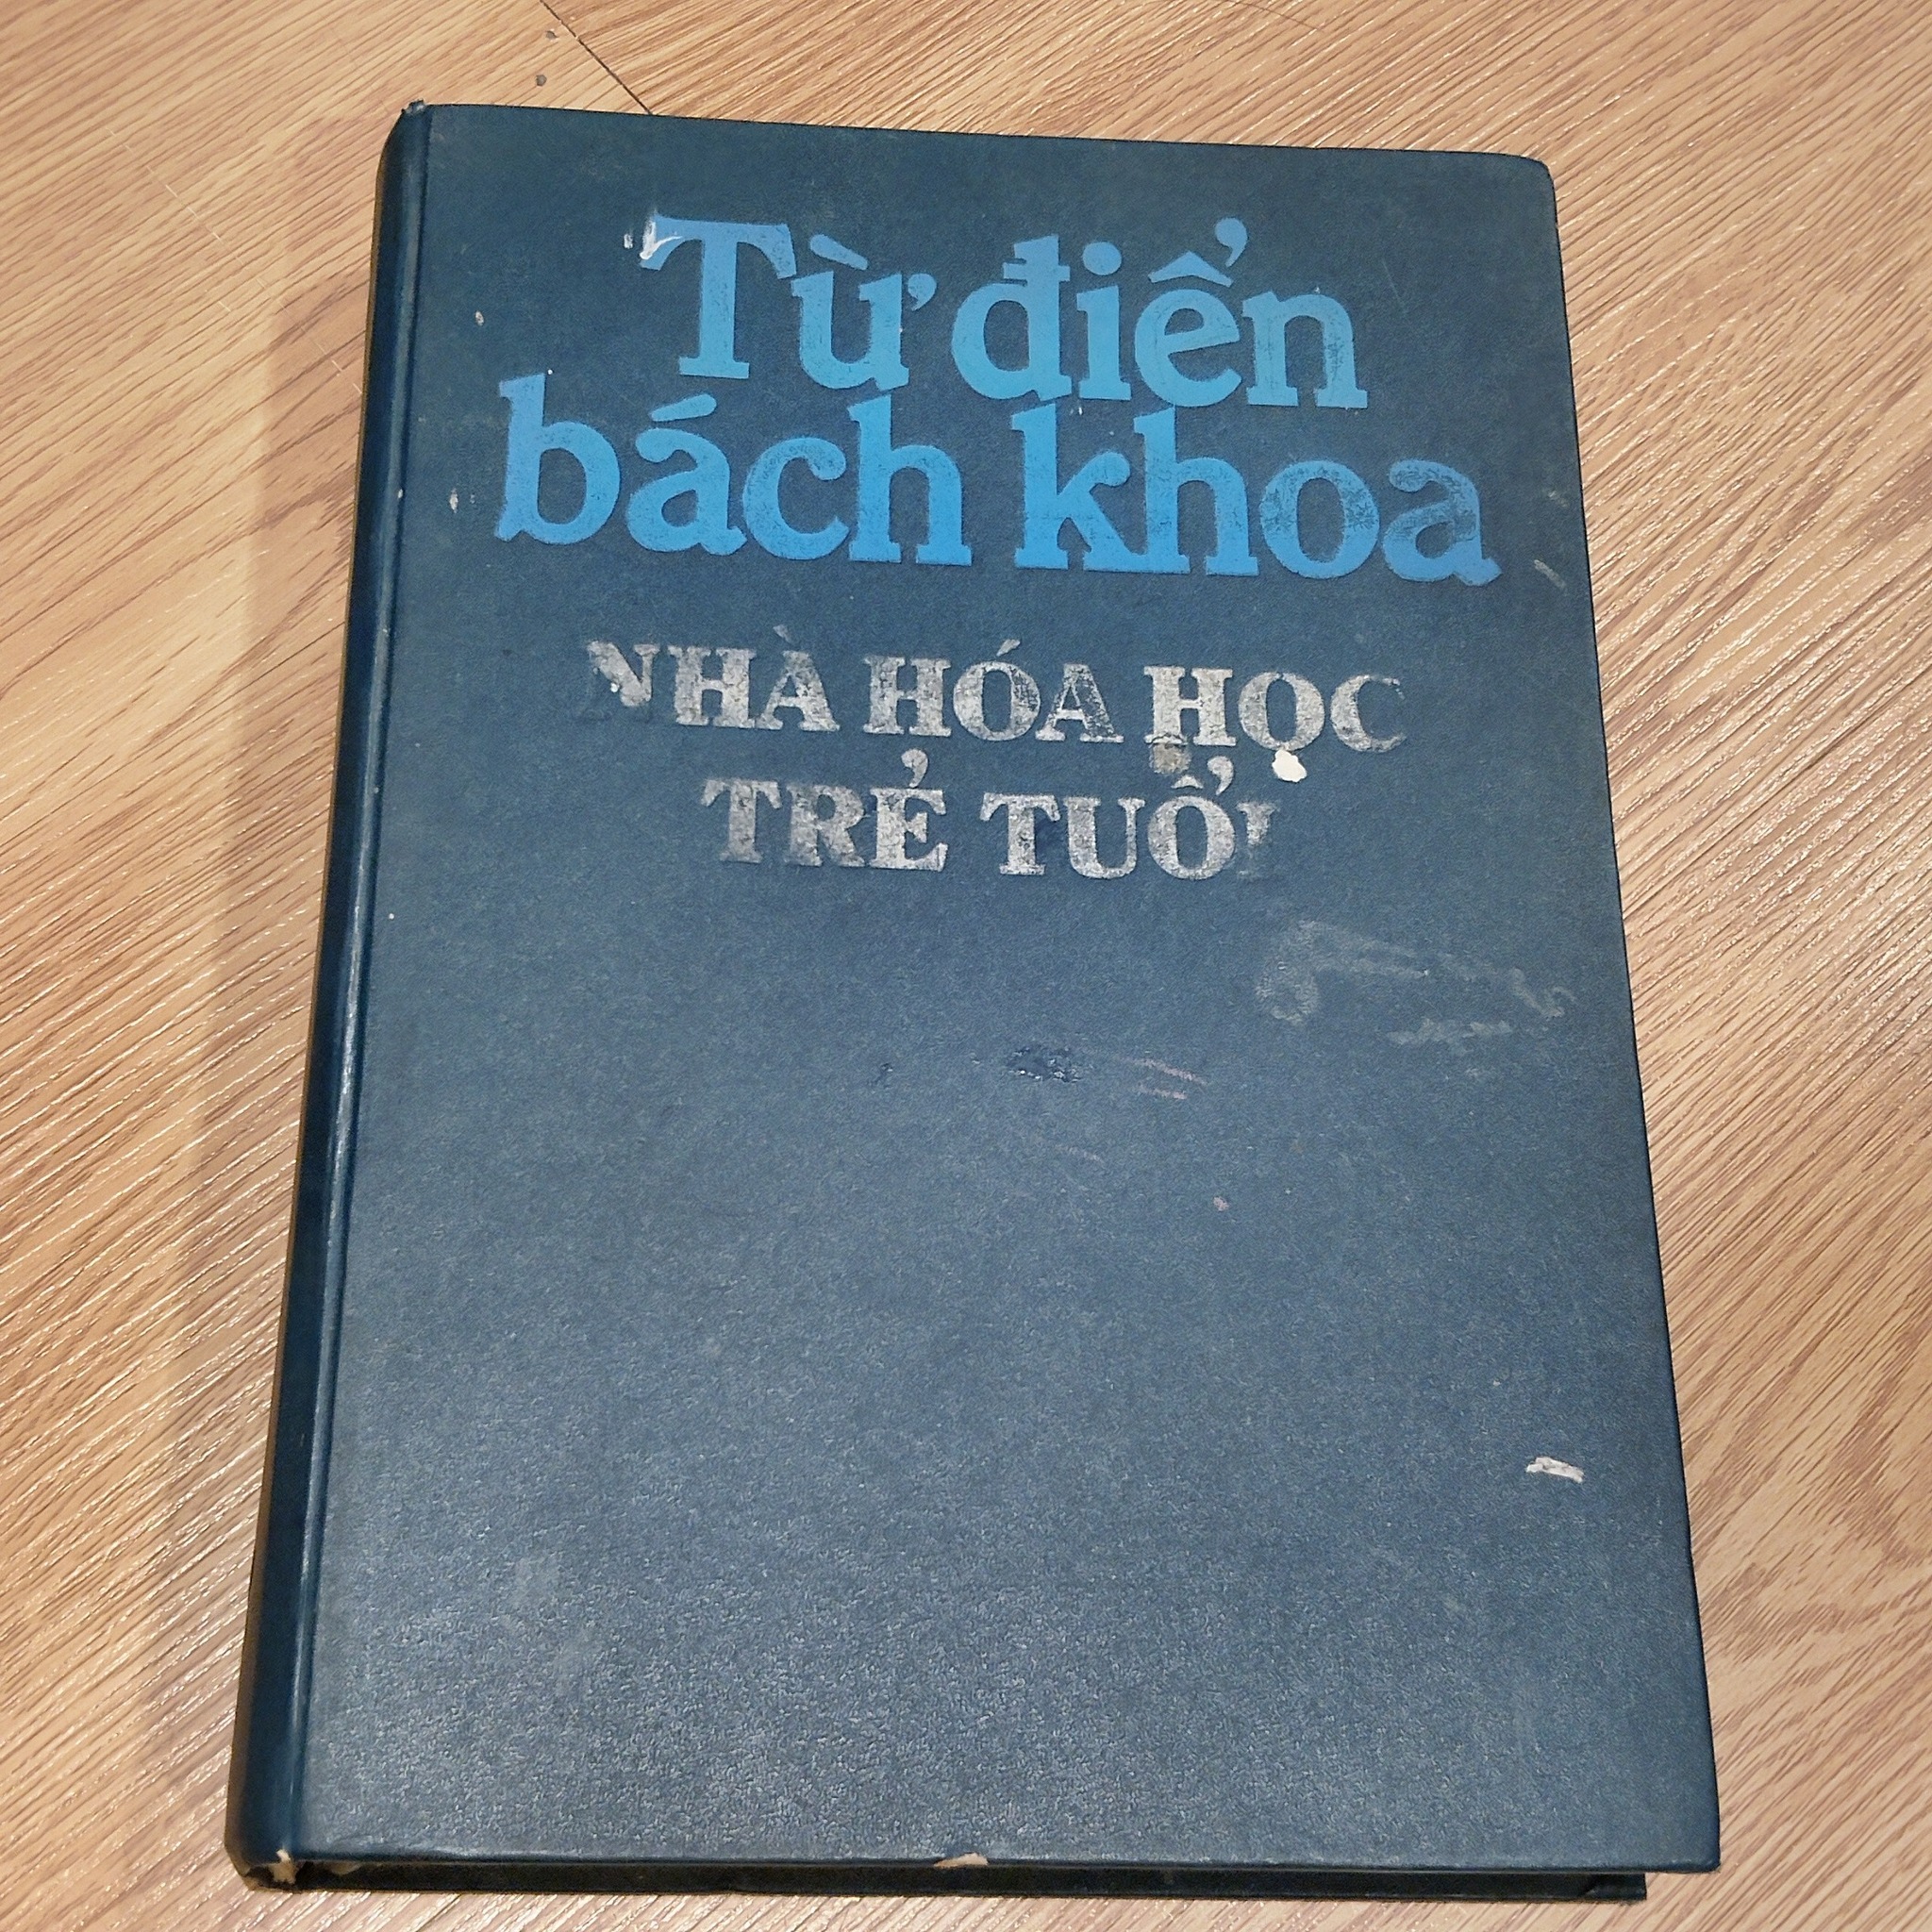 Từ điển
bách khoa
NHÀ HÓA HỌC
TRẺ TUỔI